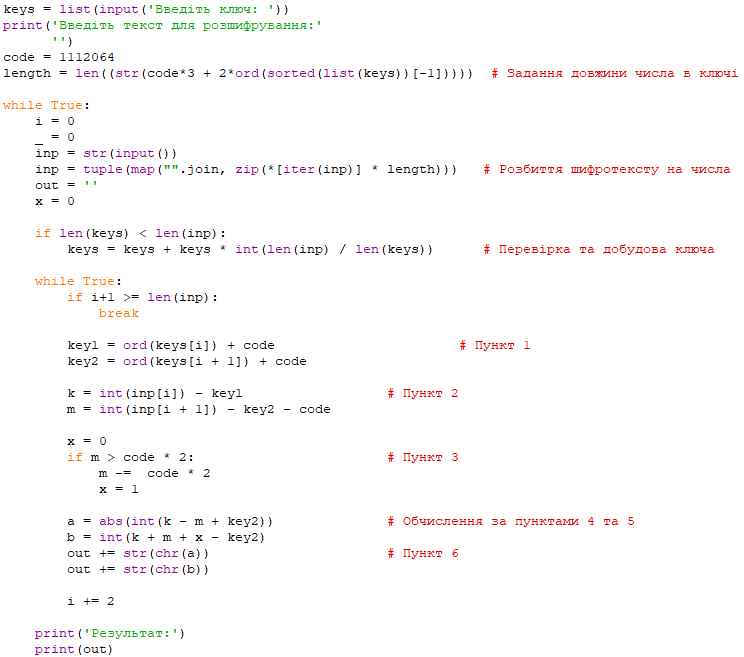 keys = list(input('Введіть ключ: '))
print('Введіть текст для розшифрування:'
      '')
code = 1112064
length = len((str(code*3 + 2*ord(sorted(list(keys))[-1]))))  # Задання довжини числа в ключі

while True:
    i = 0
    _ = 0
    inp = str(input())
    inp = tuple(map("".join, zip(*[iter(inp)] * length)))   # Розбиття шифротексту на числа
    out = ''
    x = 0

    if len(keys) < len(inp):
        keys = keys + keys * int(len(inp) / len(keys))      # Перевірка та добудова ключа

    while True:
        if i+1 >= len(inp):
            break

        key1 = ord(keys[i]) + code                       # Пункт 1
        key2 = ord(keys[i + 1]) + code

        k = int(inp[i]) - key1                  # Пункт 2
        m = int(inp[i + 1]) - key2 - code

        x = 0
        if m > code * 2:                        # Пункт 3
            m -=  code * 2
            x = 1

        a = abs(int(k - m + key2))              # Обчислення за пунктами 4 та 5
        b = int(k + m + x - key2)
        out += str(chr(a))                      # Пункт 6
        out += str(chr(b))

        i += 2

    print('Результат:')
    print(out)